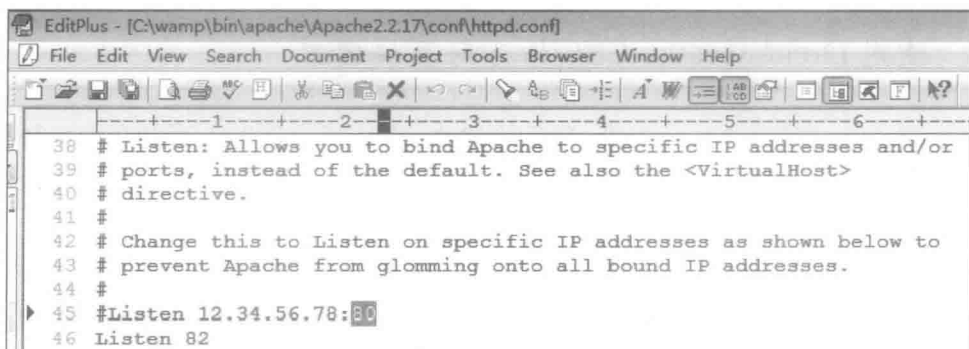 EditPlus - [C:\wamp\bin\apache\Apache2.2.17\conf\httpd.conf]
File Edit View Search Document Project Tools Browser Window Help
----+----1----+----2----+----3----+----4----+----5----+----6----+---
38 # Listen: Allows you to bind Apache to specific IP addresses and/or
39 # ports, instead of the default. See also the <VirtualHost>
40 # directive.
41 #
42 # Change this to Listen on specific IP addresses as shown below to
43 # prevent Apache from glomming onto all bound IP addresses.
44 #
45 #Listen 12.34.56.78:80
46 Listen 82